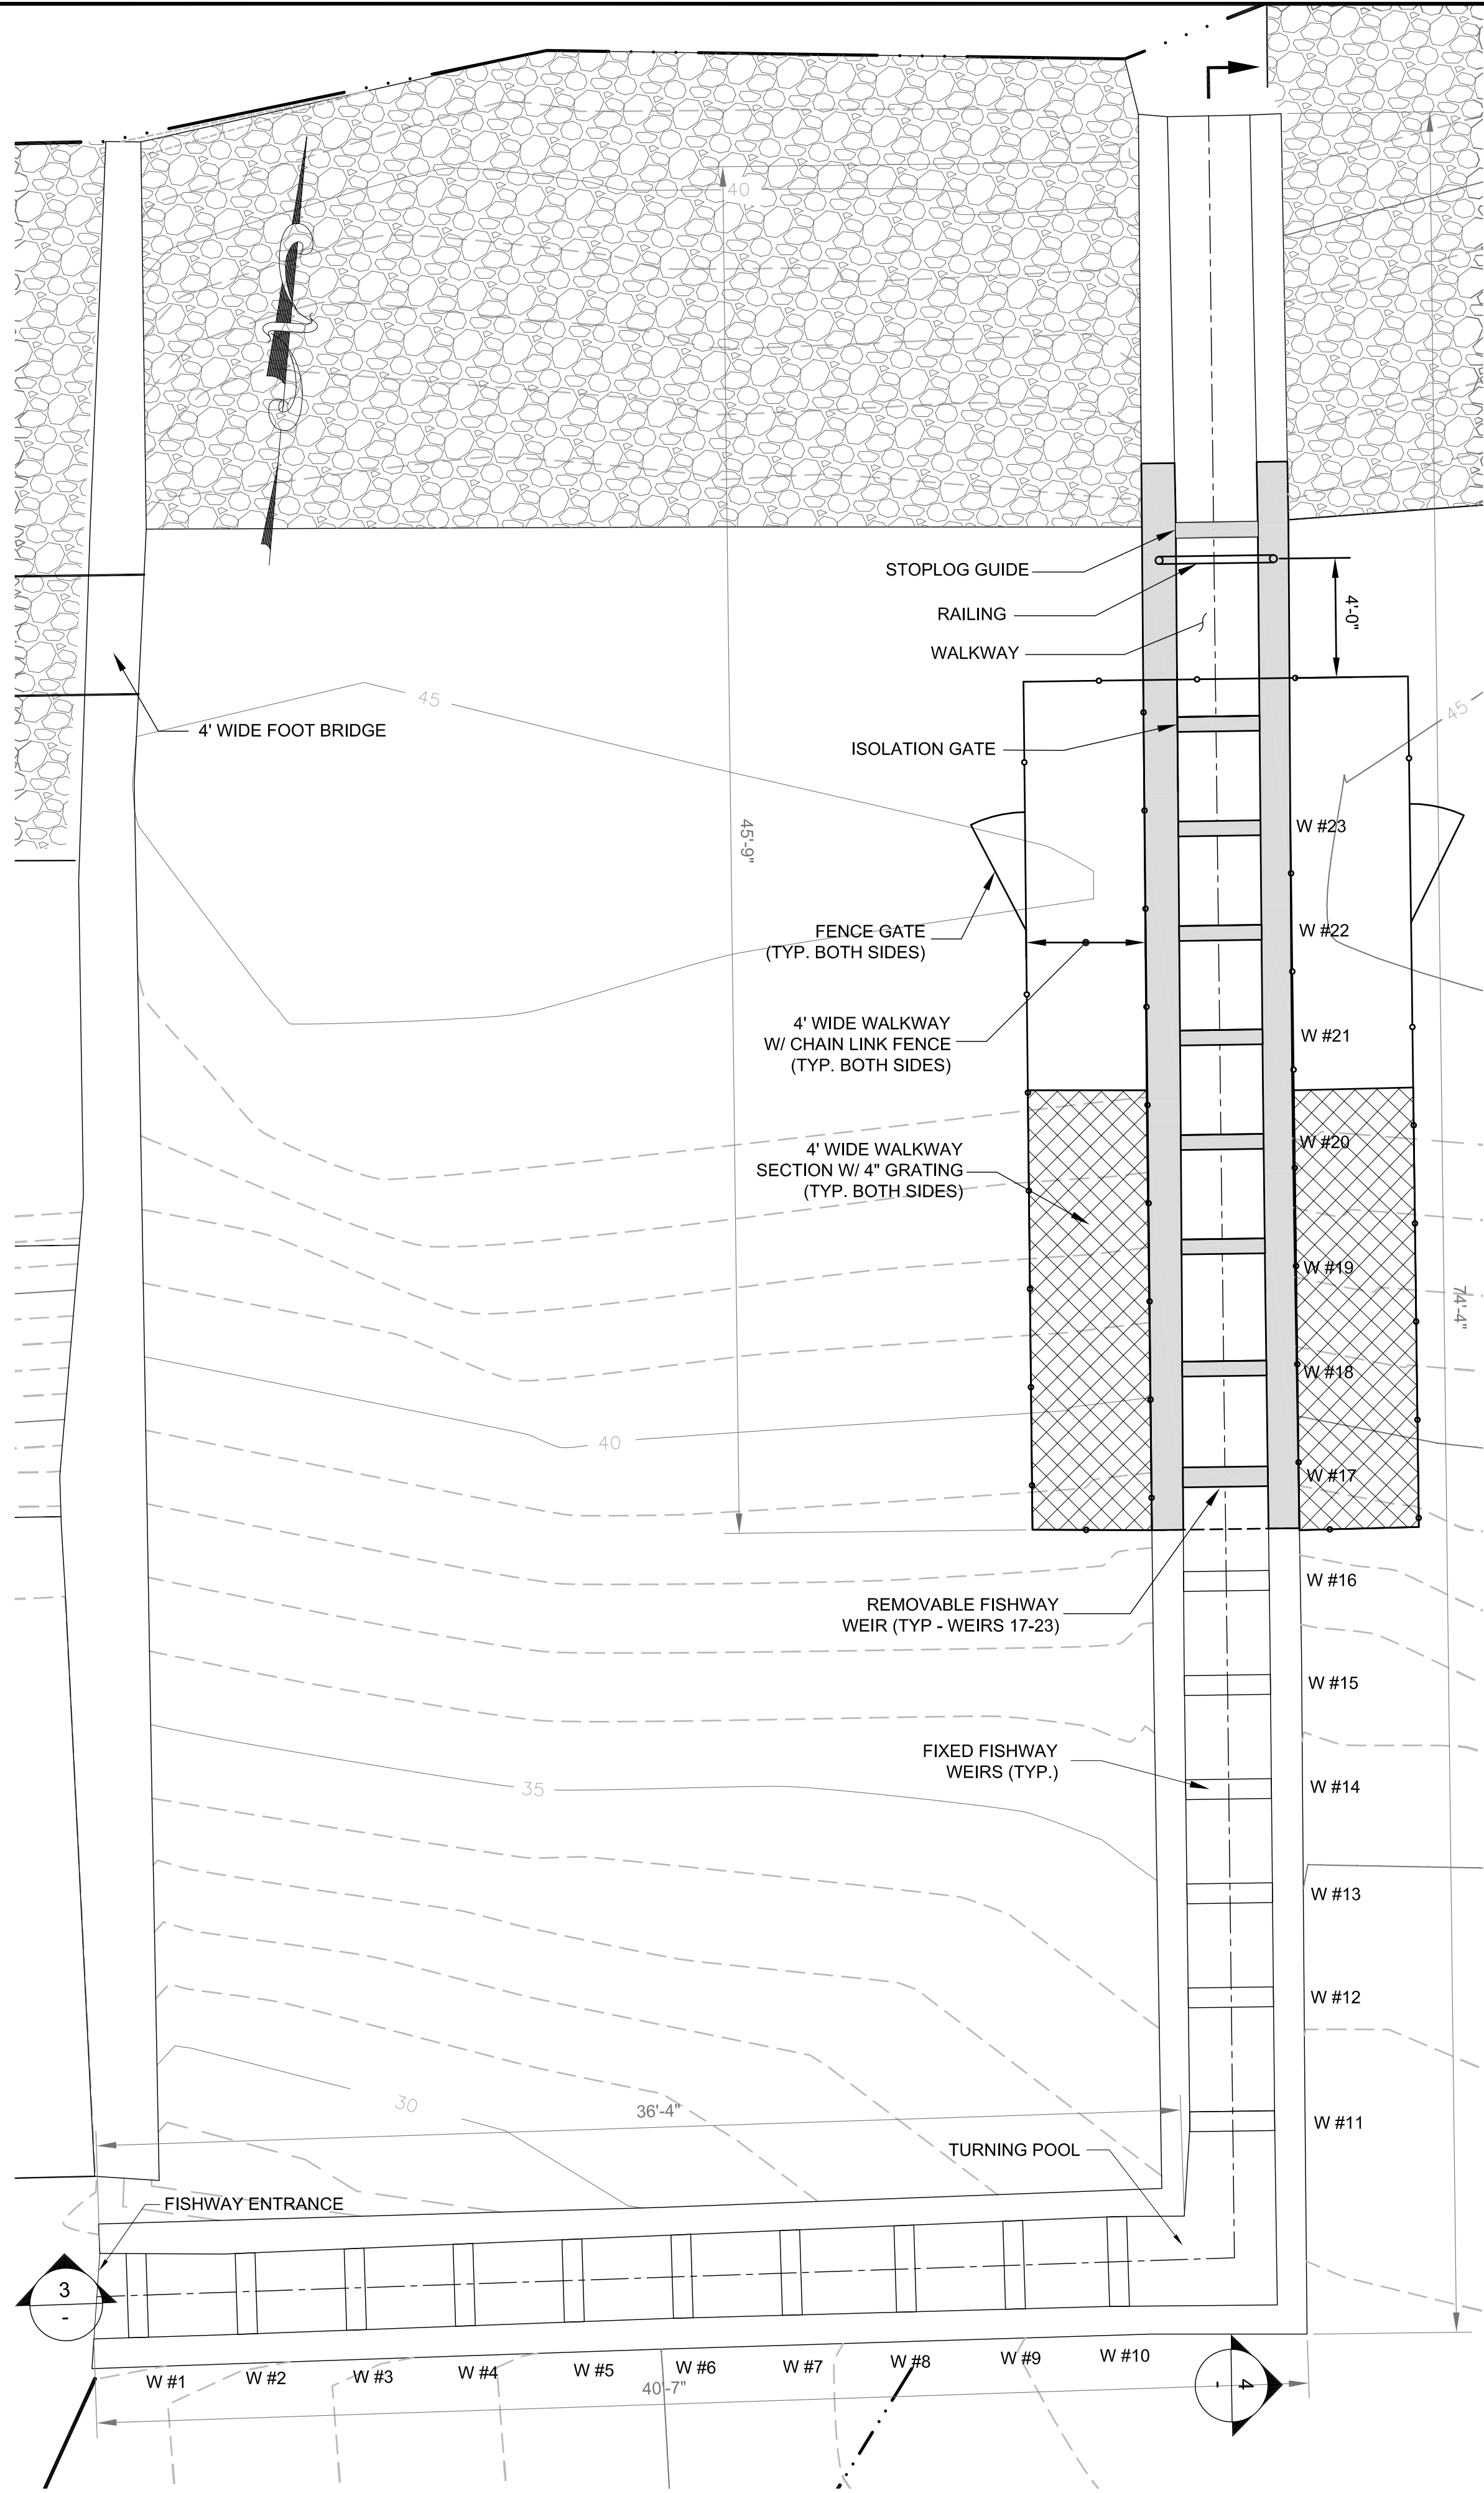 40
STOPLOG GUIDE
RAILING
4'-0"
WALKWAY
45
4' WIDE FOOT BRIDGE
45
ISOLATION GATE
45'-9"
W #23
FENCE GATE
(TYP. BOTH SIDES)
W #22
4' WIDE WALKWAY
W/ CHAIN LINK FENCE
(TYP. BOTH SIDES)
W #21
4' WIDE WALKWAY
SECTION W/ 4" GRATING
(TYP. BOTH SIDES)
W #20
W #19
74'-4"
W #18
40
W #17
W #16
REMOVABLE FISHWAY
WEIR (TYP - WEIRS 17-23)
W #15
FIXED FISHWAY
WEIRS (TYP.)
35
W #14
W #13
W #12
30
36'-4"
W #11
TURNING POOL
FISHWAY ENTRANCE
3
-
W #1
W #2
W #3
W #4
W #5
W #6
W #7
W #8
W #9
W #10
40'-7"
4
-